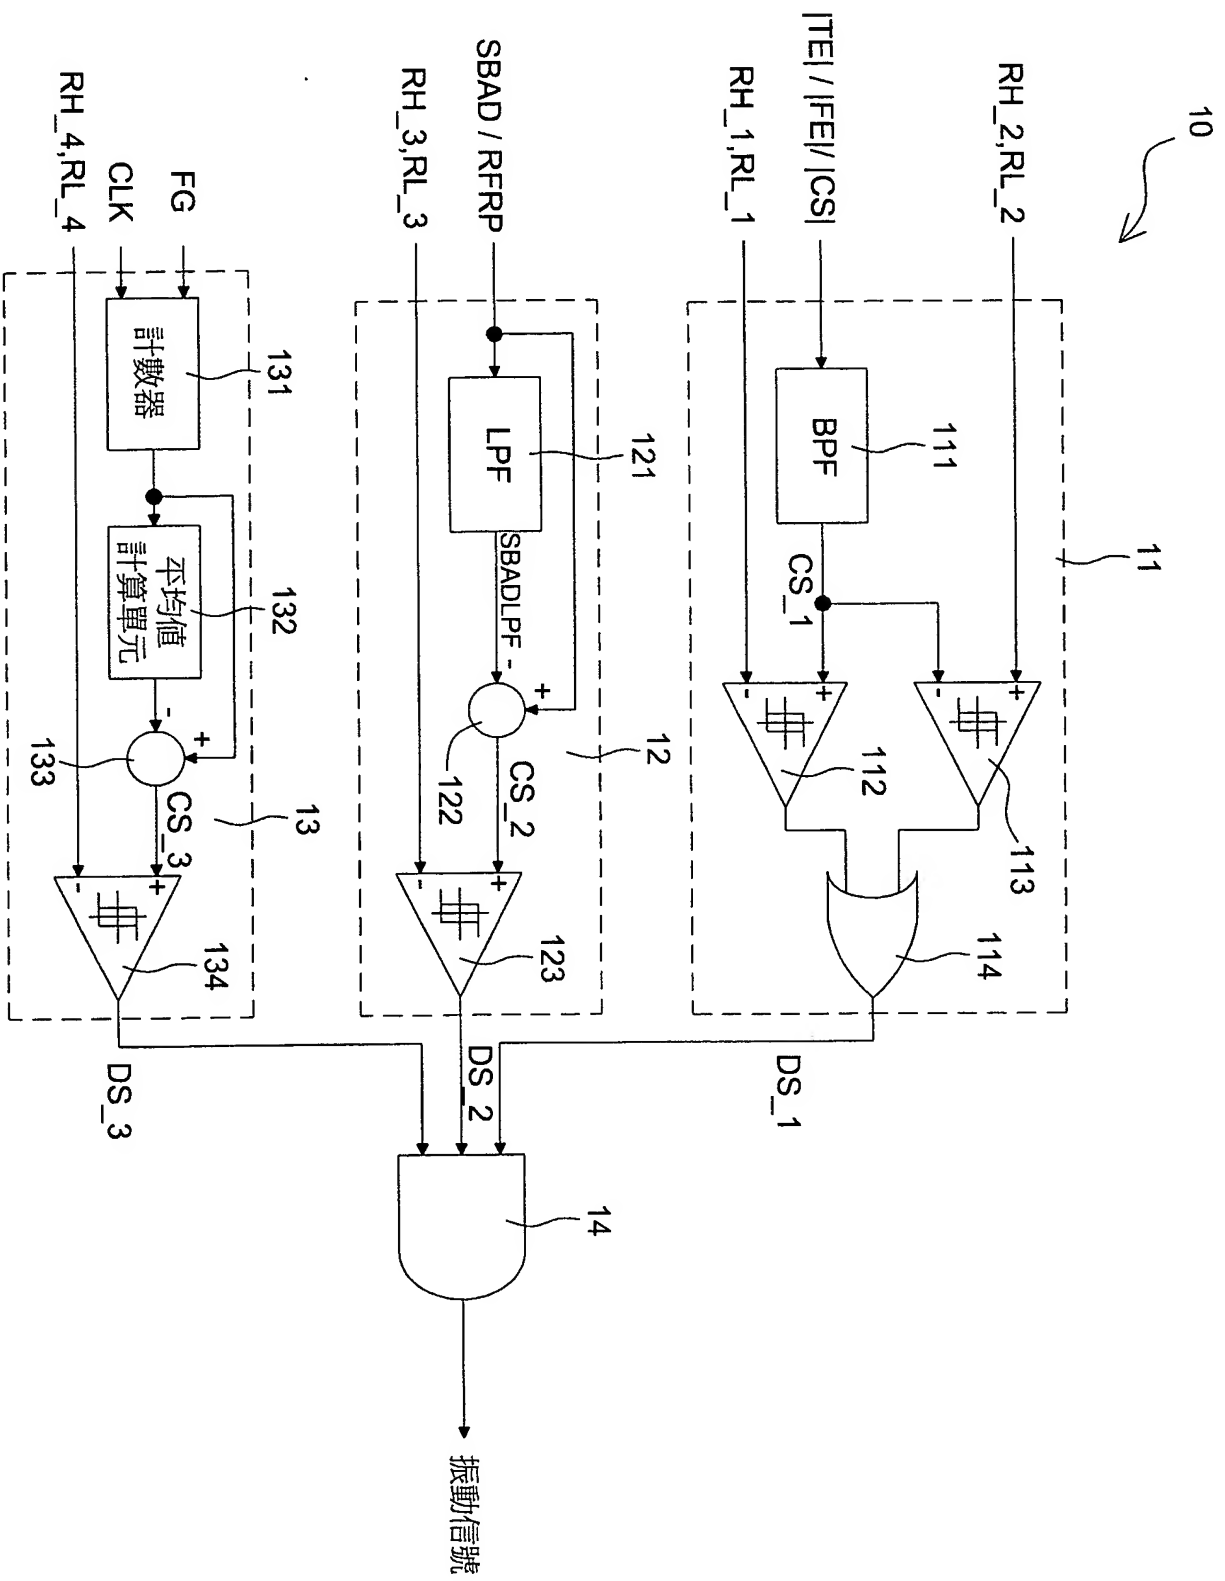 10
11
RH_2,RL_2
|TE| / |FE|/ |CS|
RH_1,RL_1
111
BPF
CS_1
+
-
113
+
-
112
114
DS_1
12
SBAD / RFRP
RH_3,RL_3
121
LPF
SBADLPF
-
+
122
CS_2
+
-
123
DS_2
14
振動信號
13
FG
CLK
RH_4,RL_4
131
計數器
132
平均值
計算單元
-
+
133
CS_3
+
-
134
DS_3